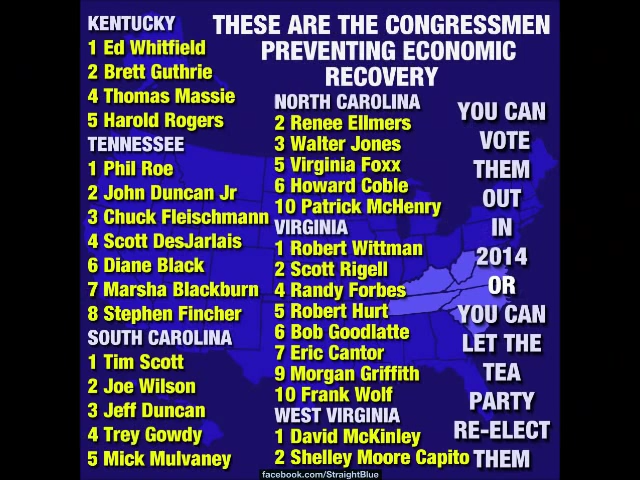 KENTUCKY
1 Ed Whitfield
2 Brett Guthrie
4 Thomas Massie
5 Harold Rogers
TENNESSEE
1 Phil Roe
2 John Duncan Jr
3 Chuck Fleischmann
4 Scott DesJarlais
6 Diane Black
7 Marsha Blackburn
8 Stephen Fincher
SOUTH CAROLINA
1 Tim Scott
2 Joe Wilson
3 Jeff Duncan
4 Trey Gowdy
5 Mick Mulvaney
THESE ARE THE CONGRESSMEN
PREVENTING ECONOMIC
RECOVERY
NORTH CAROLINA
2 Renee Ellmers
3 Walter Jones
5 Virginia Foxx
6 Howard Coble
10 Patrick McHenry
VIRGINIA
1 Robert Wittman
2 Scott Rigell
4 Randy Forbes
5 Robert Hurt
6 Bob Goodlatte
7 Eric Cantor
9 Morgan Griffith
10 Frank Wolf
WEST VIRGINIA
1 David McKinley
2 Shelley Moore Capito
YOU CAN
VOTE
THEM
OUT
IN
2014
OR
YOU CAN
LET THE
TEA
PARTY
RE-ELECT
THEM
facebook.com/StraightBlue